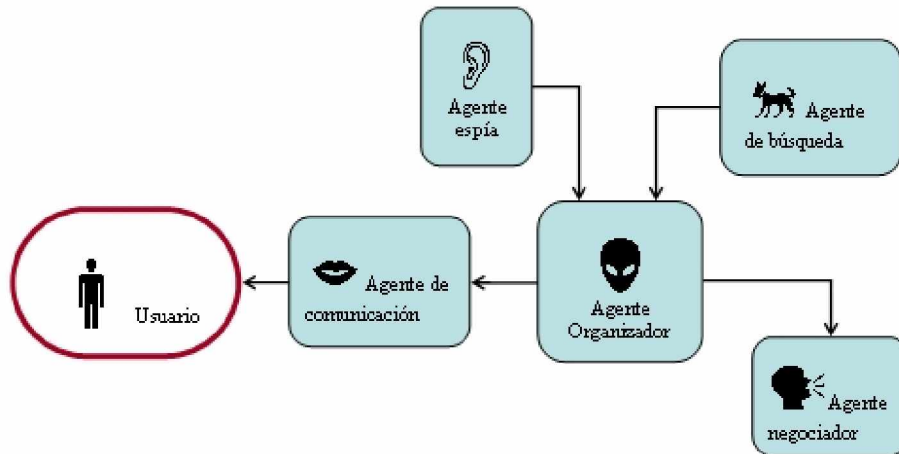 Agente
espía
Agente
de búsqueda
Usuario
Agente de
comunicación
Agente
Organizador
Agente
negociador